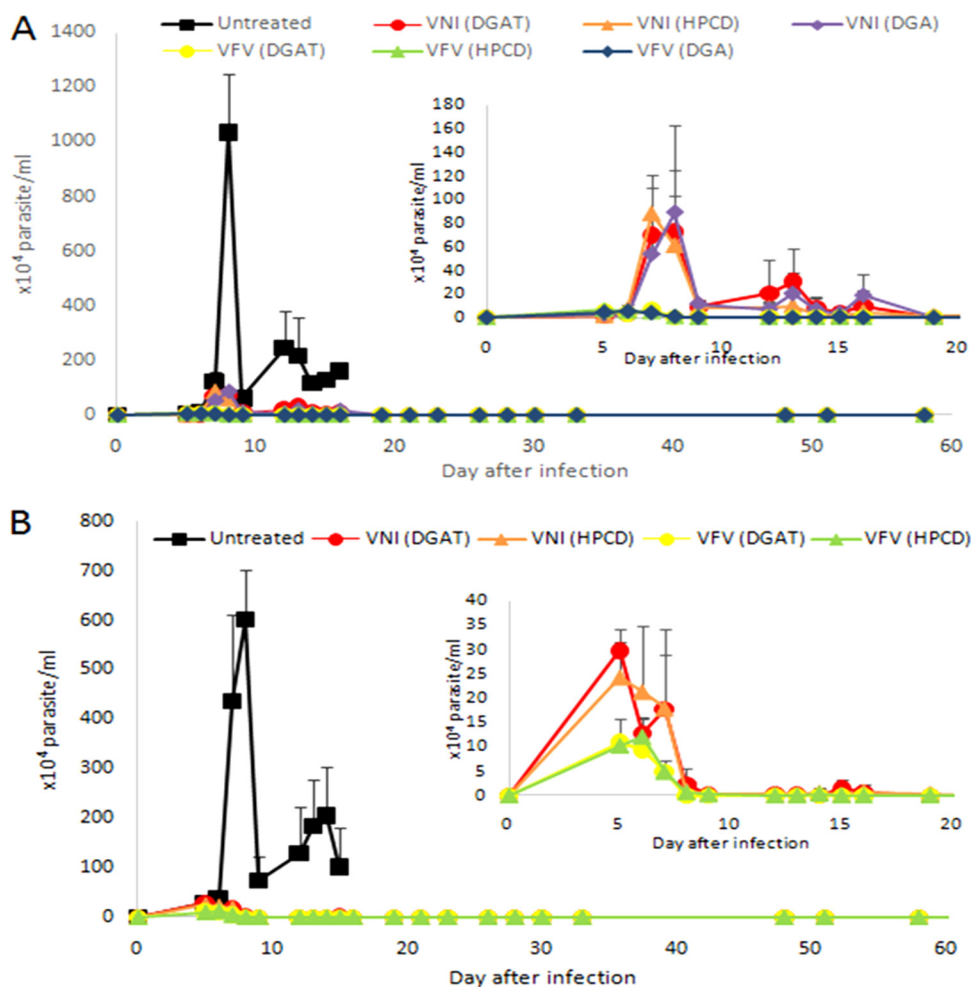 A
Untreated VNI (DGAT) VNI (HPCD) VNI (DGA)
VFV (DGAT) VFV (HPCD) VFV (DGA)
x10⁴ parasite/ml
1400
1200
1000
800
600
400
200
0
0 10 20 30 40 50 60
Day after infection
x10⁴ parasite/ml
180
160
140
120
100
80
60
40
20
0
0 5 10 15 20
Day after infection
B
Untreated VNI (DGAT) VNI (HPCD) VFV (DGAT) VFV (HPCD)
x10⁴ parasite/ml
800
700
600
500
400
300
200
100
0
0 10 20 30 40 50 60
Day after infection
x10⁴ parasite/ml
40
35
30
25
20
15
10
5
0
0 5 10 15 20
Day after infection